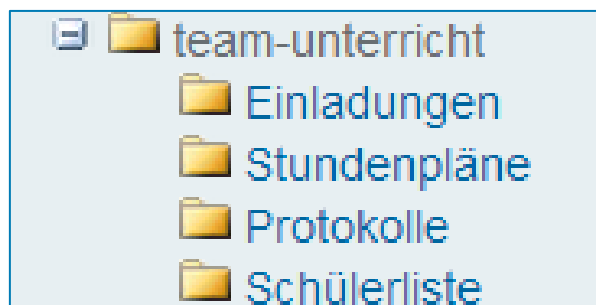 team-unterricht
Einladungen
Stundenpläne
Protokolle
Schülerliste